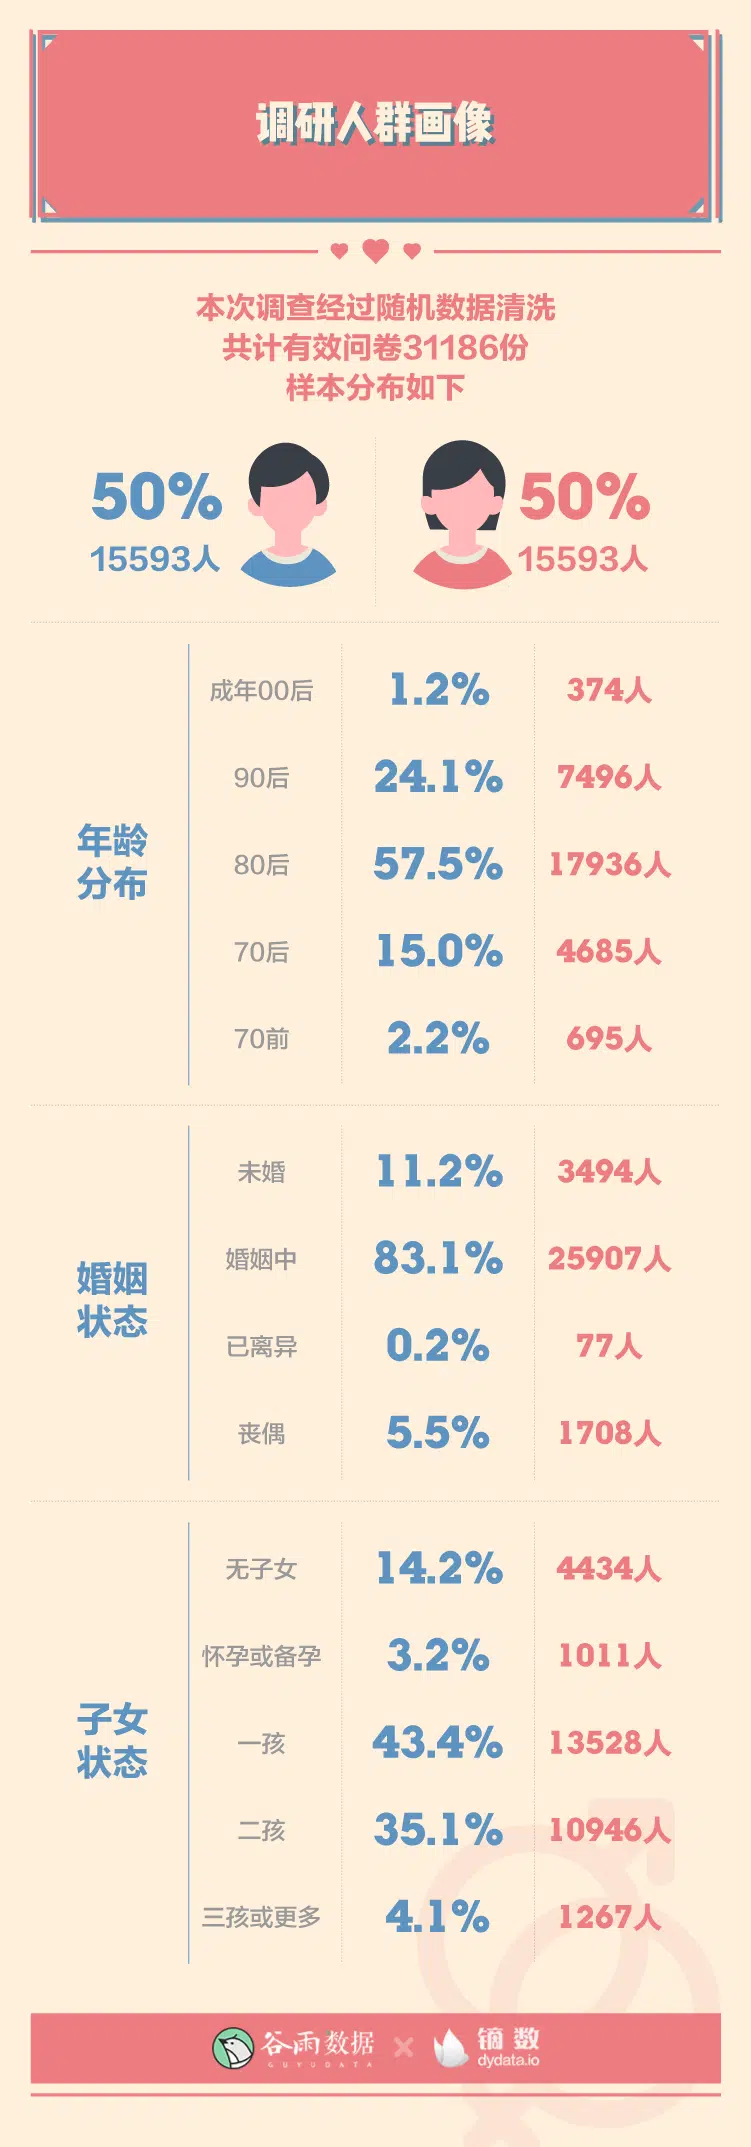 调研人群画像
本次调查经过随机数据清洗
共计有效问卷31186份
样本分布如下
50%
15593人
50%
15593人
年龄
分布
成年00后 1.2% 374人
90后 24.1% 7496人
80后 57.5% 17936人
70后 15.0% 4685人
70前 2.2% 695人
婚姻
状态
未婚 11.2% 3494人
婚姻中 83.1% 25907人
已离异 0.2% 77人
丧偶 5.5% 1708人
子女
状态
无子女 14.2% 4434人
怀孕或备孕 3.2% 1011人
一孩 43.4% 13528人
二孩 35.1% 10946人
三孩或更多 4.1% 1267人
谷雨数据 × 镝数
GUYUDATA dydata.io